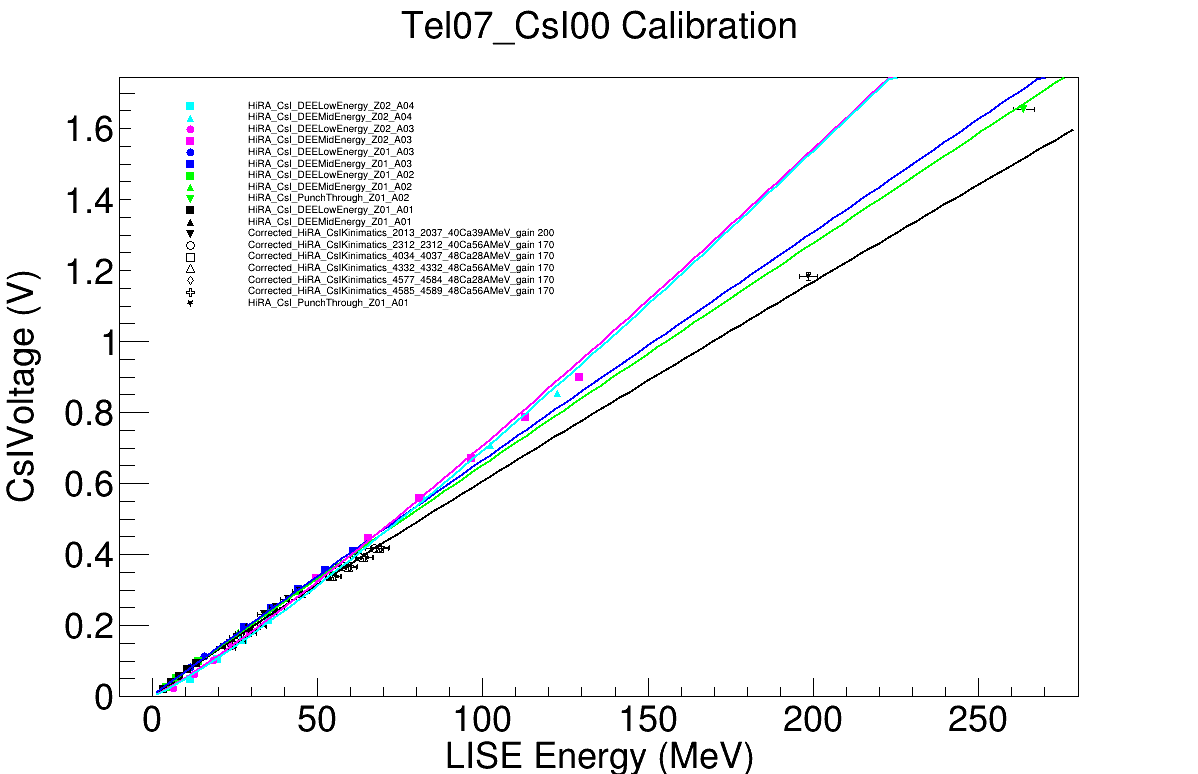 Tel07_CsI00 Calibration
HiRA_CsI_DEELowEnergy_Z02_A04
HiRA_CsI_DEEMidEnergy_Z02_A04
HiRA_CsI_DEELowEnergy_Z02_A03
HiRA_CsI_DEEMidEnergy_Z02_A03
HiRA_CsI_DEELowEnergy_Z01_A03
HiRA_CsI_DEEMidEnergy_Z01_A03
HiRA_CsI_DEELowEnergy_Z01_A02
HiRA_CsI_DEEMidEnergy_Z01_A02
HiRA_CsI_PunchThrough_Z01_A02
HiRA_CsI_DEELowEnergy_Z01_A01
HiRA_CsI_DEEMidEnergy_Z01_A01
Corrected_HiRA_CsIKinimatics_2013_2037_40Ca39AMeV_gain 200
Corrected_HiRA_CsIKinimatics_2312_2312_40Ca56AMeV_gain 170
Corrected_HiRA_CsIKinimatics_4034_4037_48Ca28AMeV_gain 170
Corrected_HiRA_CsIKinimatics_4332_4332_48Ca56AMeV_gain 170
Corrected_HiRA_CsIKinimatics_4577_4584_48Ca28AMeV_gain 170
Corrected_HiRA_CsIKinimatics_4585_4589_48Ca56AMeV_gain 170
HiRA_CsI_PunchThrough_Z01_A01
CsIVoltage (V)
1.6
1.4
1.2
1
0.8
0.6
0.4
0.2
0
0 50 100 150 200 250
LISE Energy (MeV)